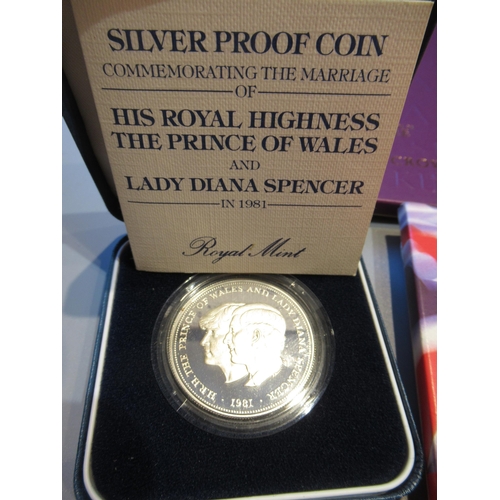 SILVER PROOF COIN
COMMEMORATING THE MARRIAGE
OF
HIS ROYAL HIGHNESS
THE PRINCE OF WALES
AND
LADY DIANA SPENCER
IN 1981
Royal Mint
H.R.H. THE PRINCE OF WALES AND LADY DIANA SPENCER
· 1981 ·